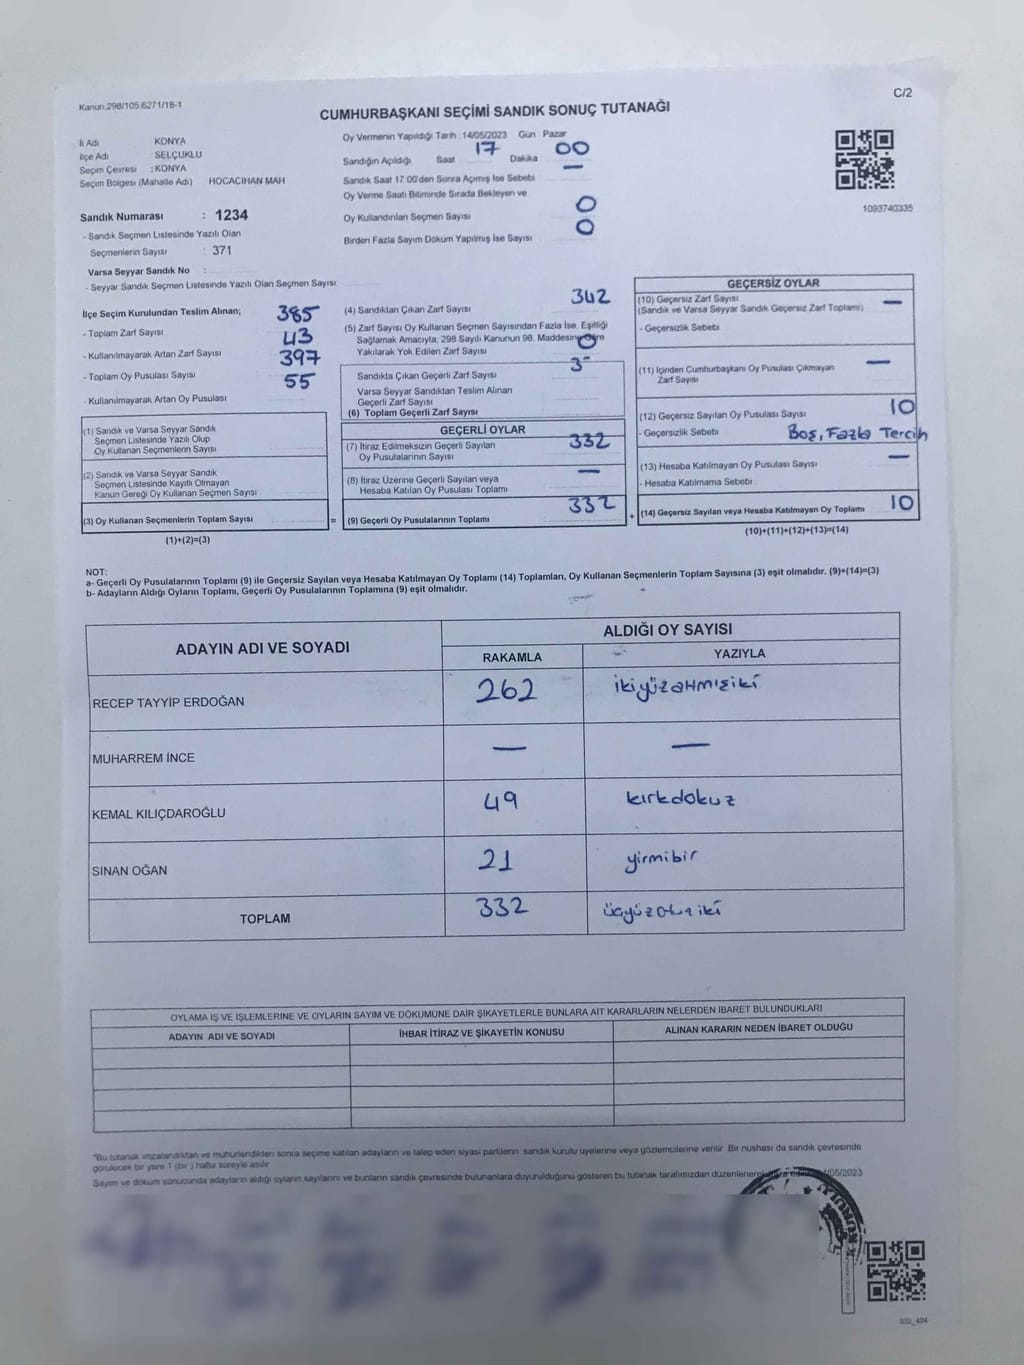 Kanun.298/105,6271/18-1
C/2
CUMHURBAŞKANI SEÇİMİ SANDIK SONUÇ TUTANAĞI
İl Adı KONYA
İlçe Adı SELÇUKLU
Seçim Çevresi : KONYA
Seçim Bölgesi (Mahalle Adı) HOCACİHAN MAH
Sandık Numarası : 1234
- Sandık Seçmen Listesinde Yazılı Olan
Seçmenlerin Sayısı : 371
Varsa Seyyar Sandık No :
- Seyyar Sandık Seçmen Listesinde Yazılı Olan Seçmen Sayısı
Oy Vermenin Yapıldığı Tarih :14/05/2023 Gün : Pazar
Sandığın Açıldığı Saat 17 Dakika 00
Sandık Saat 17.00'den Sonra Açımış İse Sebebi —
Oy Verme Saati Bitiminde Sırada Bekleyen ve
Oy Kullandırılan Seçmen Sayısı 0
Birden Fazla Sayım Döküm Yapılmış İse Sayısı 0
1093740335
İlçe Seçim Kurulundan Teslim Alınan;
- Toplam Zarf Sayısı 385
- Kullanılmayarak Artan Zarf Sayısı 43
- Toplam Oy Pusulası Sayısı 397
- Kullanılmayarak Artan Oy Pusulası 55
(1) Sandık ve Varsa Seyyar Sandık
Seçmen Listesinde Yazılı Olup
Oy Kullanan Seçmenlerin Sayısı
(2) Sandık ve Varsa Seyyar Sandık
Seçmen Listesinde Kayıtlı Olmayan
Kanun Gereği Oy Kullanan Seçmen Sayısı
(3) Oy Kullanan Seçmenlerin Toplam Sayısı =
(1)+(2)=(3)
(4) Sandıktan Çıkan Zarf Sayısı 342
(5) Zarf Sayısı Oy Kullanan Seçmen Sayısından Fazla İse. Eşitliği
Sağlamak Amacıyla, 298 Sayılı Kanunun 98. Maddesine Göre
Yakılarak Yok Edilen Zarf Sayısı 0
Sandıkta Çıkan Geçerli Zarf Sayısı
Varsa Seyyar Sandıktan Teslim Alınan
Geçerli Zarf Sayısı
(6) Toplam Geçerli Zarf Sayısı
GEÇERLİ OYLAR
(7) İtiraz Edilmeksizin Geçerli Sayılan 332
Oy Pusulalarının Sayısı
(8) İtiraz Üzerine Geçerli Sayılan veya —
Hesaba Katılan Oy Pusulası Toplamı
(9) Geçerli Oy Pusulalarının Toplamı 332 +
GEÇERSİZ OYLAR
(10) Geçersiz Zarf Sayısı —
(Sandık ve Varsa Seyyar Sandık Geçersiz Zarf Toplamı)
- Geçersizlik Sebebi
(11) İçinden Cumhurbaşkanı Oy Pusulası Çıkmayan —
Zarf Sayısı
(12) Geçersiz Sayılan Oy Pusulası Sayısı 10
- Geçersizlik Sebebi Boş, Fazla Tercih
(13) Hesaba Katılmayan Oy Pusulası Sayısı —
- Hesaba Katılmama Sebebi
(14) Geçersiz Sayılan veya Hesaba Katılmayan Oy Toplamı 10
(10)+(11)+(12)+(13)=(14)
NOT:
a- Geçerli Oy Pusulalarının Toplamı (9) ile Geçersiz Sayılan veya Hesaba Katılmayan Oy Toplamı (14) Toplamları, Oy Kullanan Seçmenlerin Toplam Sayısına (3) eşit olmalıdır. (9)+(14)=(3)
b- Adayların Aldığı Oyların Toplamı, Geçerli Oy Pusulalarının Toplamına (9) eşit olmalıdır.
ADAYIN ADI VE SOYADI ALDIĞI OY SAYISI
RAKAMLA YAZIYLA
RECEP TAYYİP ERDOĞAN 262 ikiyüzaltmışiki
MUHARREM İNCE — —
KEMAL KILIÇDAROĞLU 49 kırkdokuz
SİNAN OĞAN 21 yirmibir
TOPLAM 332 üçyüzotuziki
OYLAMA İŞ VE İŞLEMLERİNE VE OYLARIN SAYIM VE DÖKÜMÜNE DAİR ŞİKAYETLERLE BUNLARA AİT KARARLARIN NELERDEN İBARET BULUNDUKLARI
ADAYIN ADI VE SOYADI İHBAR İTİRAZ VE ŞİKAYETİN KONUSU ALINAN KARARIN NEDEN İBARET OLDUĞU
"Bu tutanak imzalandıktan ve mühürlendikten sonra seçime katılan adayların ve talep eden siyasi partilerin sandık kurulu üyelerine veya gözlemcilerine verilir. Bir nushası da sandık çevresinde
görülecek bir yere 1 (bir ) hafta süreyle asılır
Sayım ve döküm sonucunda adayların aldığı oyların sayılarını ve bunların sandık çevresinde bulunanlara duyurulduğunu gösteren bu tutanak tarafımızdan düzenlenerek /05/2023